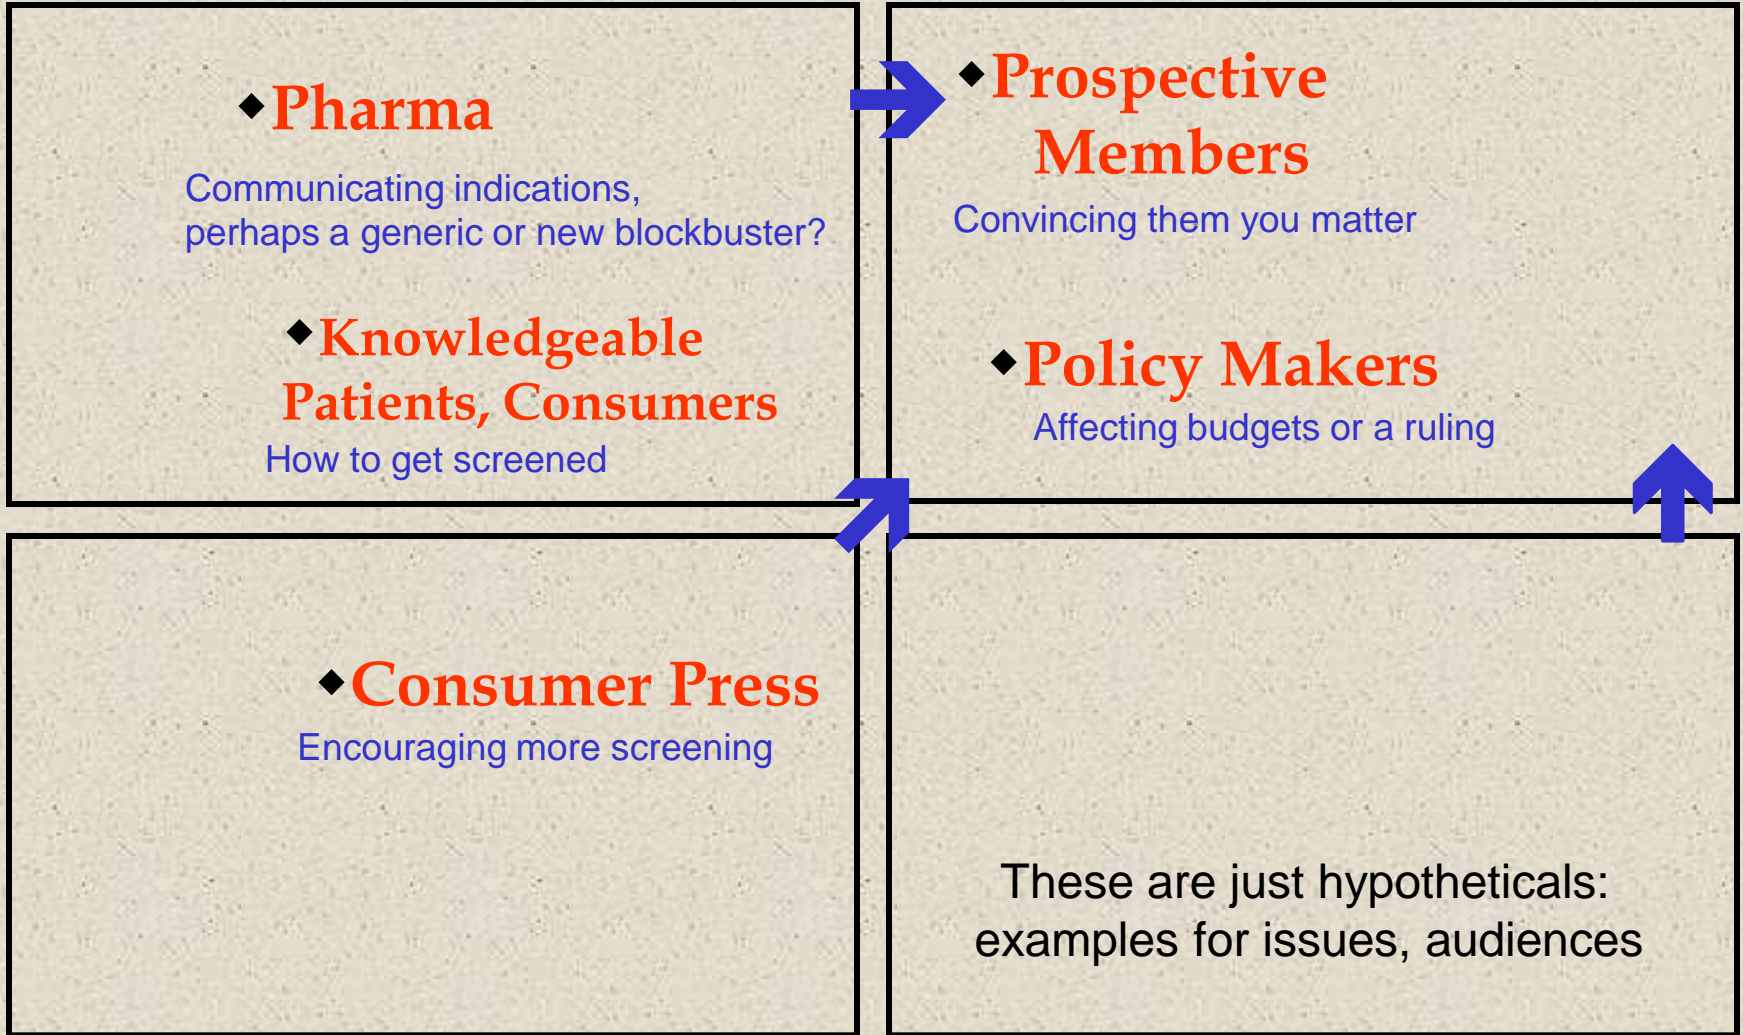 ◆Pharma
Communicating indications,
perhaps a generic or new blockbuster?
◆Knowledgeable
Patients, Consumers
How to get screened
◆Prospective
Members
Convincing them you matter
◆Policy Makers
Affecting budgets or a ruling
◆Consumer Press
Encouraging more screening
These are just hypotheticals:
examples for issues, audiences